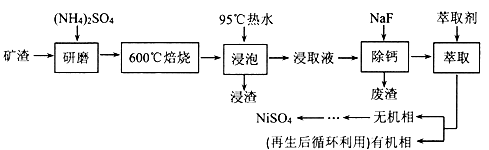 (NH4)2SO4 95℃热水 NaF 萃取剂
矿渣 研磨 600℃焙烧 浸泡 浸取液 除钙 萃取
浸渣 废渣
NiSO4 ··· 无机相
(再生后循环利用)有机相